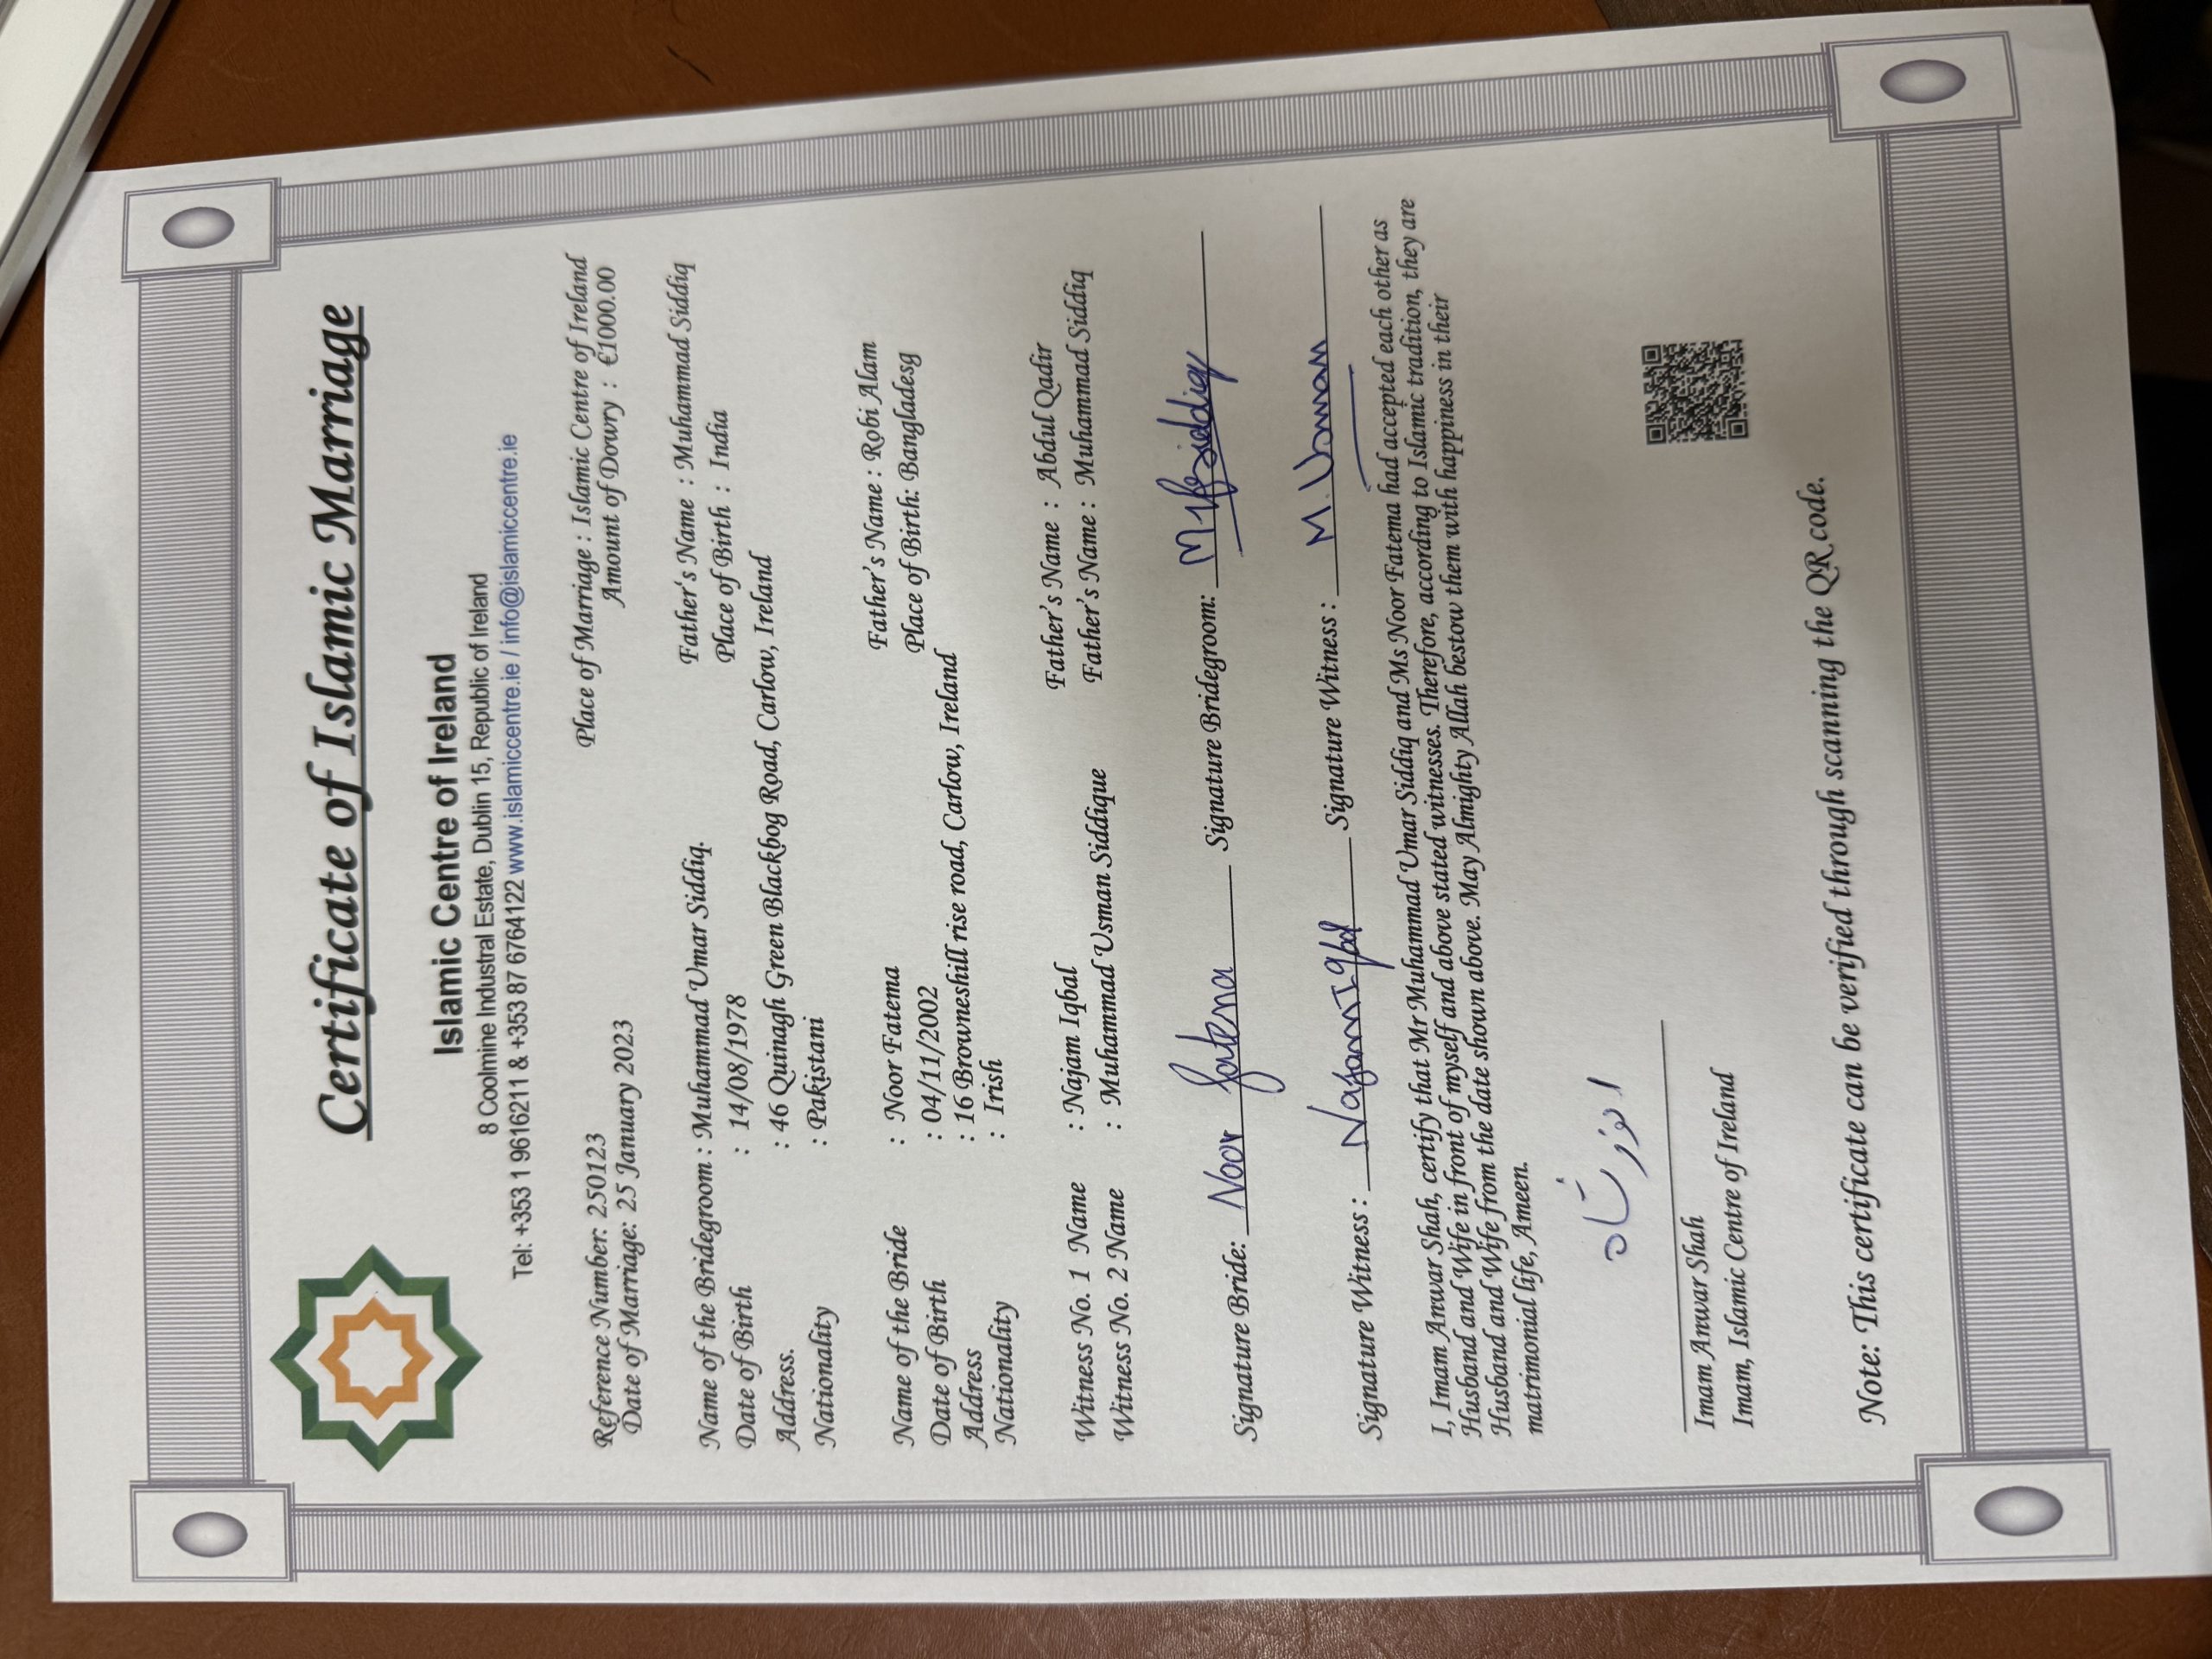 Certificate of Islamic Marriage
Islamic Centre of Ireland
8 Coolmine Industral Estate, Dublin 15, Republic of Ireland
Tel: +353 1 9616211 & +353 87 6764122 www.islamiccentre.ie / info@islamiccentre.ie
Reference Number: 250123 Place of Marriage : Islamic Centre of Ireland
Date of Marriage: 25 January 2023 Amount of Dowry : €1000.00
Name of the Bridegroom : Muhammad Umar Siddiq. Father's Name : Muhammad Siddiq
Date of Birth : 14/08/1978 Place of Birth : India
Address. : 46 Quinagh Green Blackbog Road, Carlow, Ireland
Nationality : Pakistani
Name of the Bride : Noor Fatema Father's Name : Robi Alam
Date of Birth : 04/11/2002 Place of Birth: Bangladesg
Address : 16 Browneshill rise road, Carlow, Ireland
Nationality : Irish
Witness No. 1 Name : Najam Iqbal Father's Name : Abdul Qadir
Witness No. 2 Name : Muhammad Usman Siddique Father's Name : Muhammad Siddiq
Signature Bride: Noor fatema Signature Bridegroom:
Signature Witness : Najam Iqbal Signature Witness : M. Usman
I, Imam Anwar Shah, certify that Mr Muhammad Umar Siddiq and Ms Noor Fatema had accepted each other as
Husband and Wife in front of myself and above stated witnesses. Therefore, according to Islamic tradition, they are
Husband and Wife from the date shown above. May Almighty Allah bestow them with happiness in their
matrimonial life, Ameen.
انور شاہ
Imam Anwar Shah
Imam, Islamic Centre of Ireland
Note: This certificate can be verified through scanning the QR code.